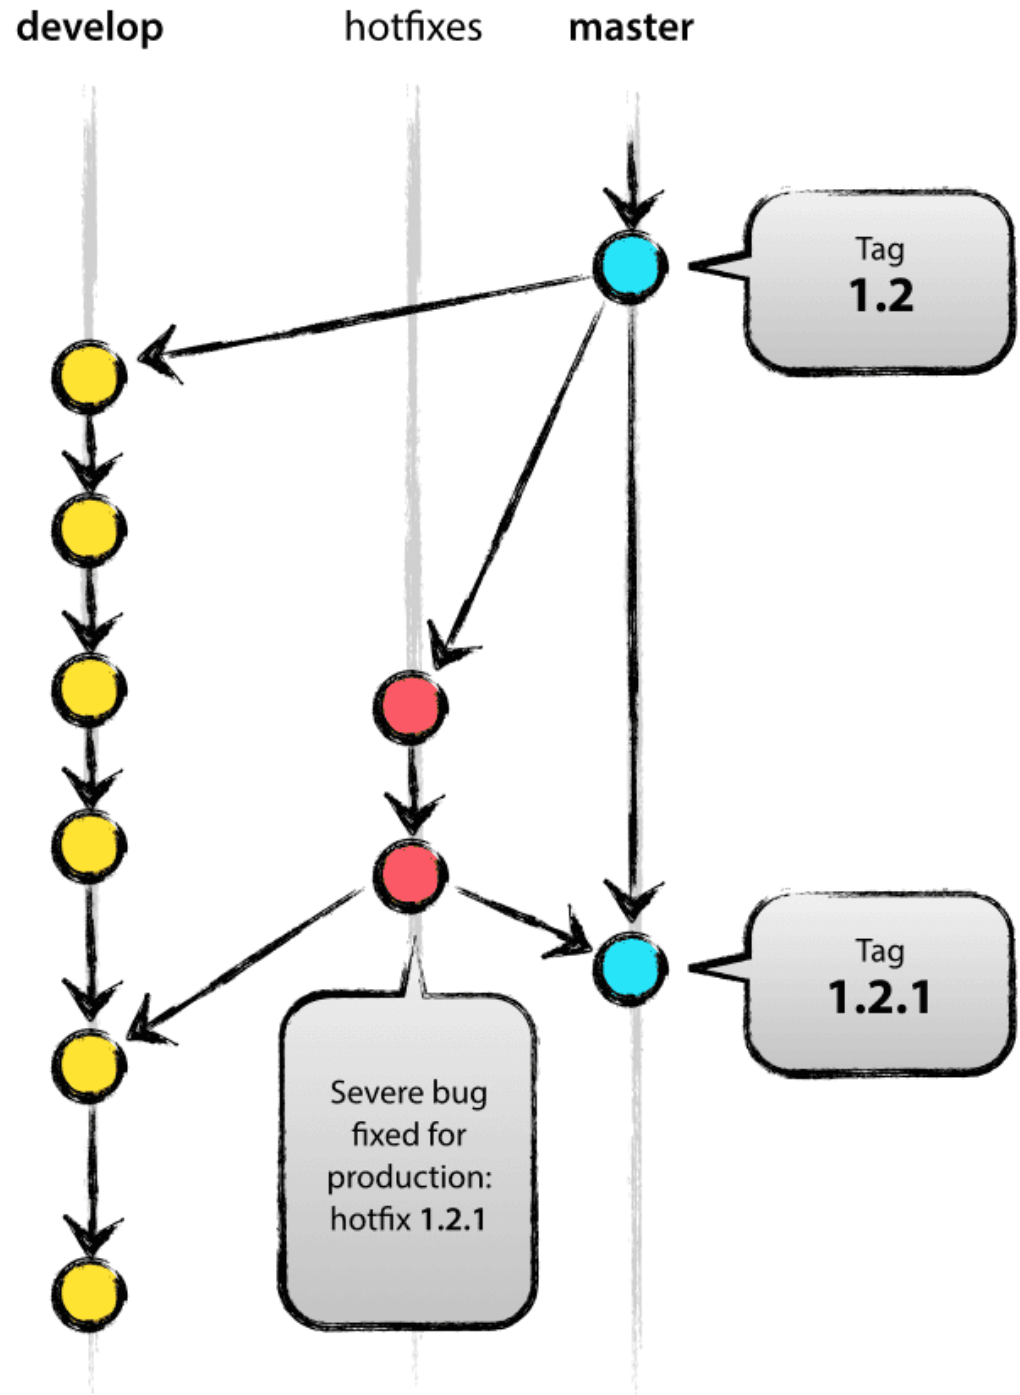 develop
hotfixes
master
Tag
1.2
Tag
1.2.1
Severe bug
fixed for
production:
hotfix 1.2.1